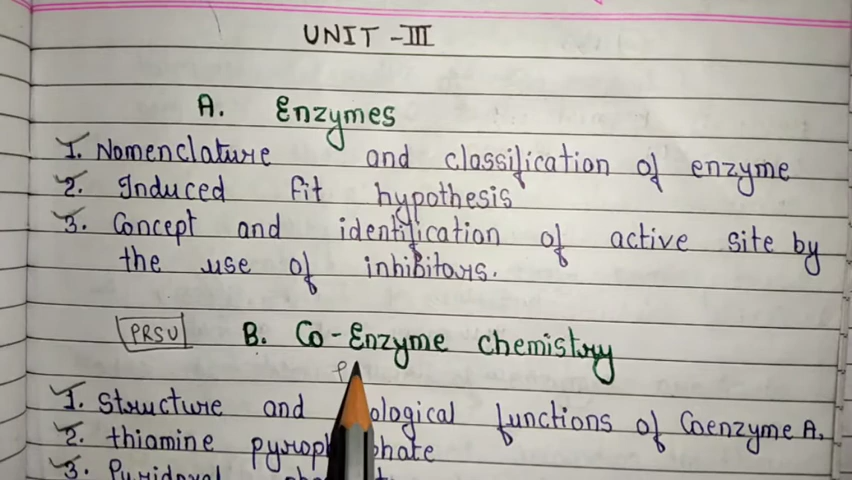 UNIT - III
A. Enzymes
1. Nomenclature and classification of enzyme
2. Induced fit hypothesis
3. Concept and identification of active site by
the use of inhibitors.
PRSU B. Co-Enzyme chemistry
1. Structure and ological functions of Coenzyme A.
2. thiamine pyrop phate
3.